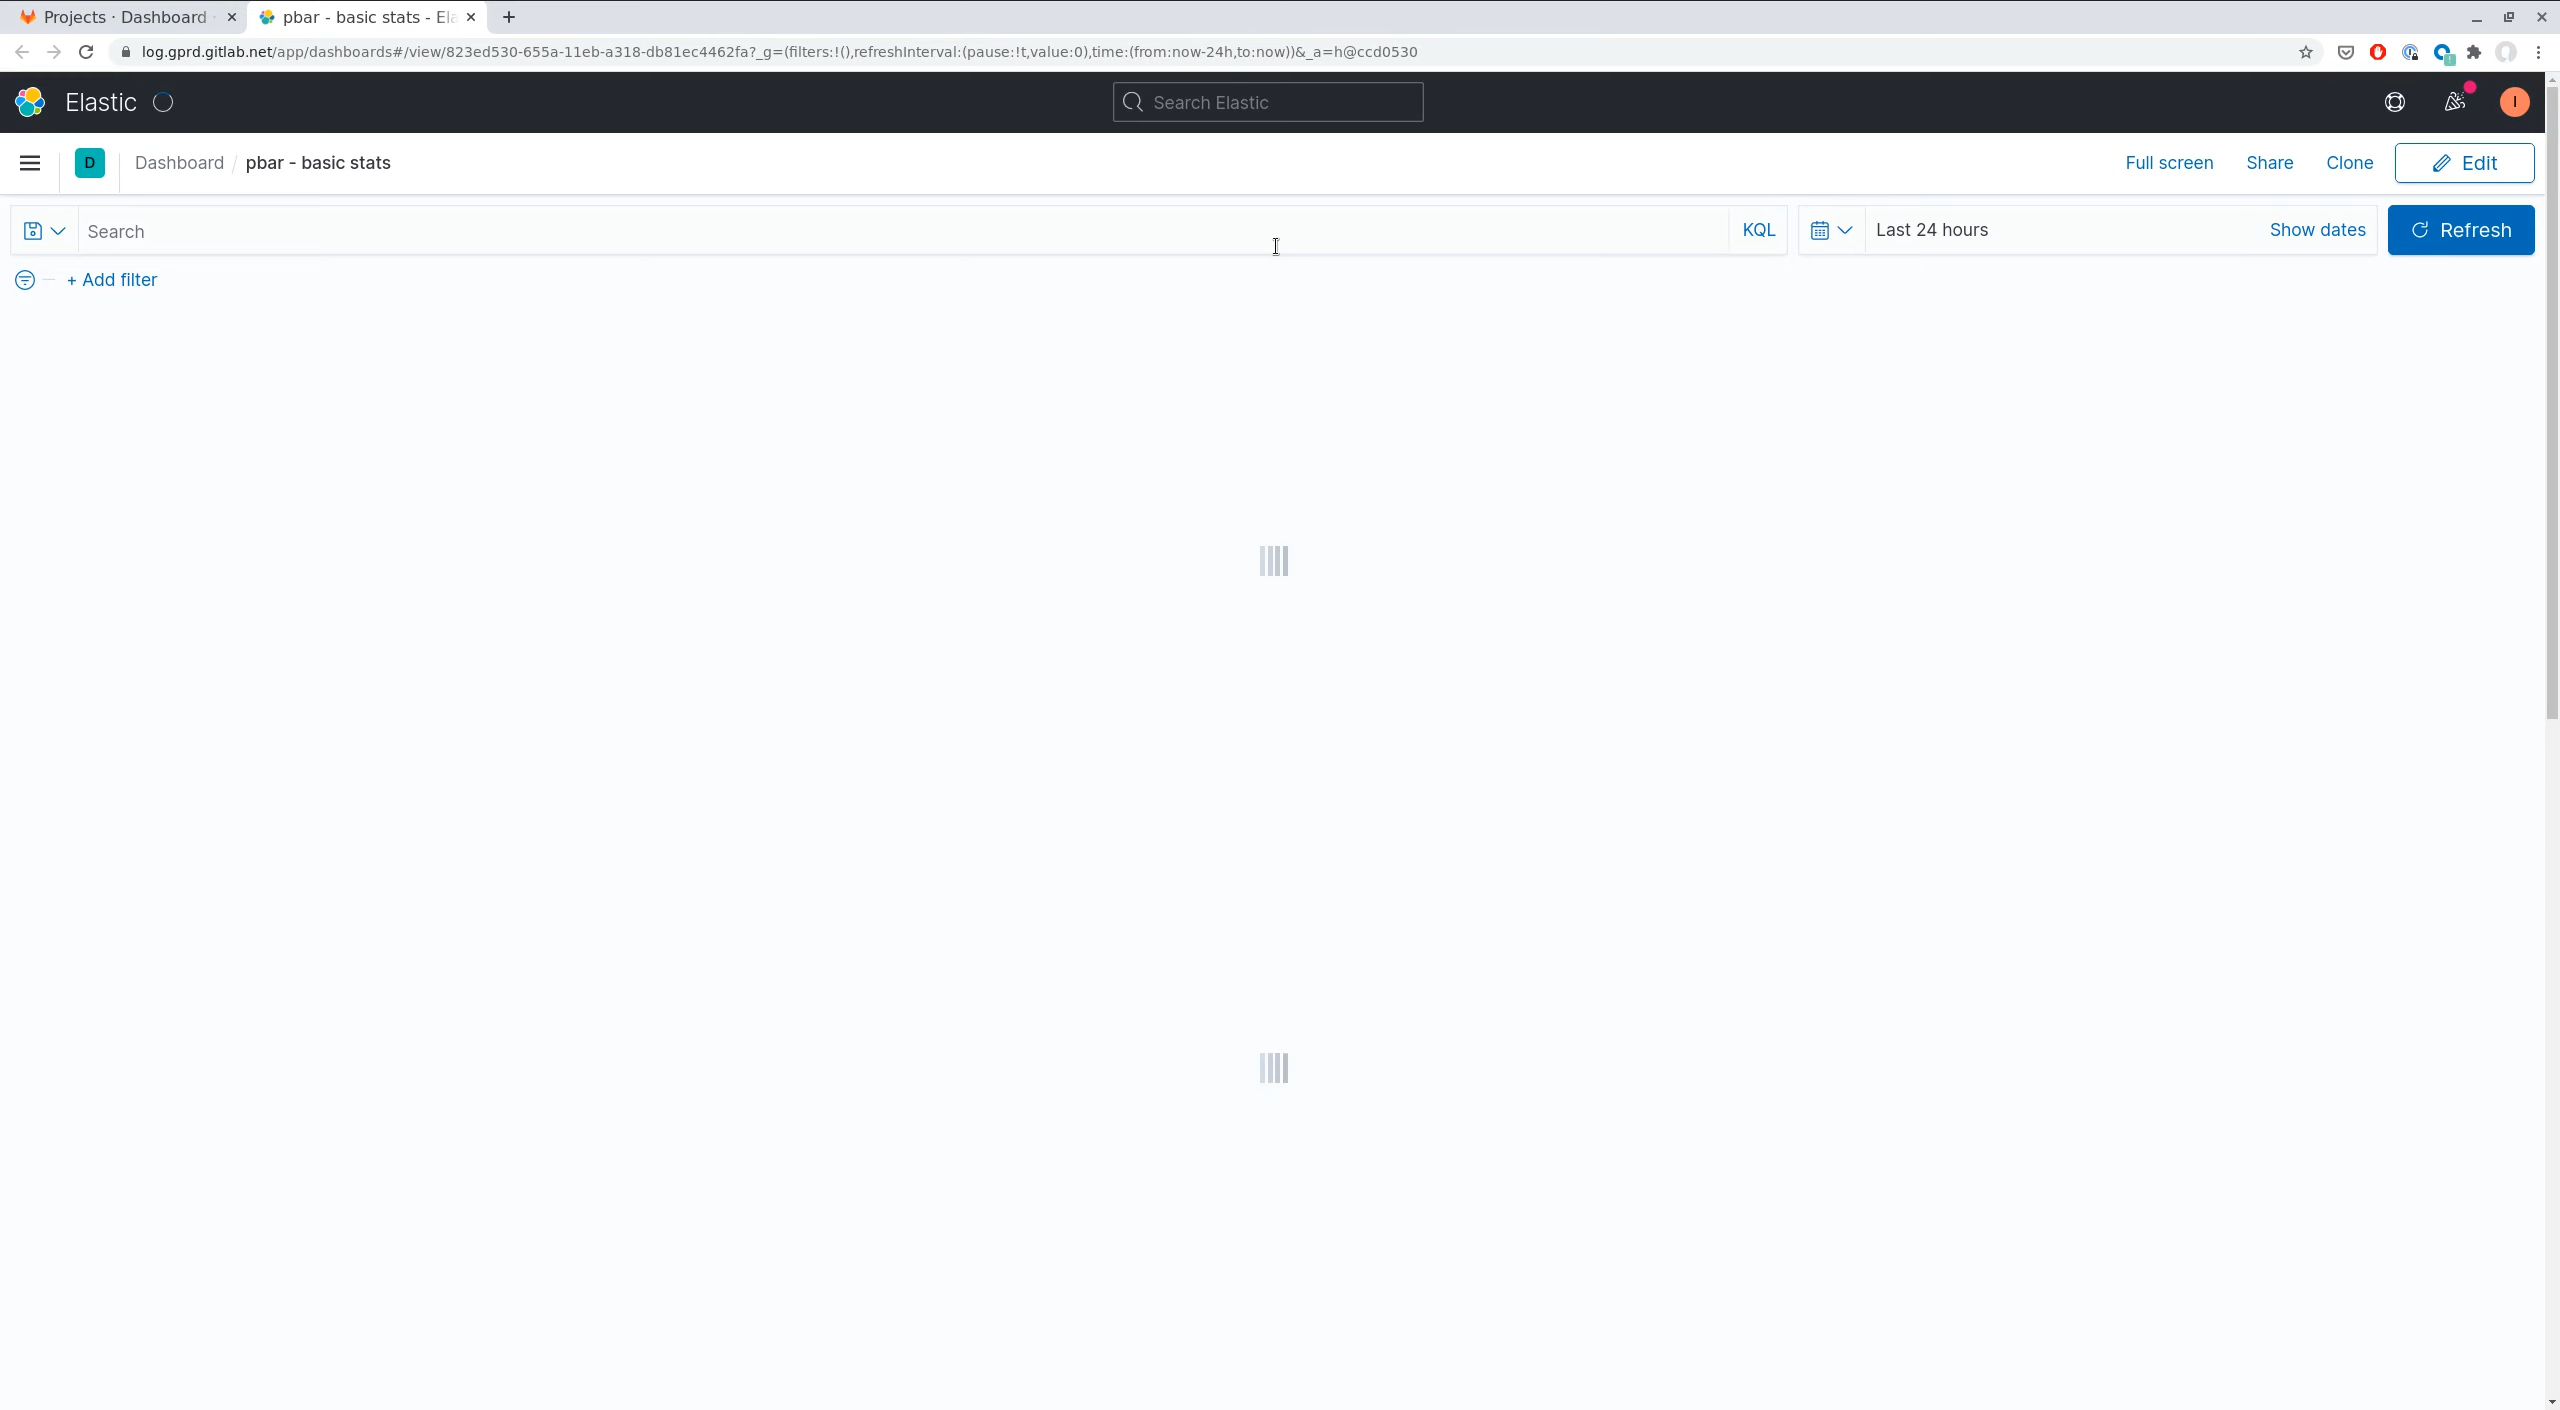 Projects · Dashboard
pbar - basic stats - Ela
log.gprd.gitlab.net/app/dashboards#/view/823ed530-655a-11eb-a318-db81ec4462fa?_g=(filters:!(),refreshInterval:(pause:!t,value:0),time:(from:now-24h,to:now))&_a=h@ccd0530
Elastic
Search Elastic
I
D
Dashboard / pbar - basic stats
Full screen
Share
Clone
Edit
Search
KQL
Last 24 hours
Show dates
Refresh
+ Add filter